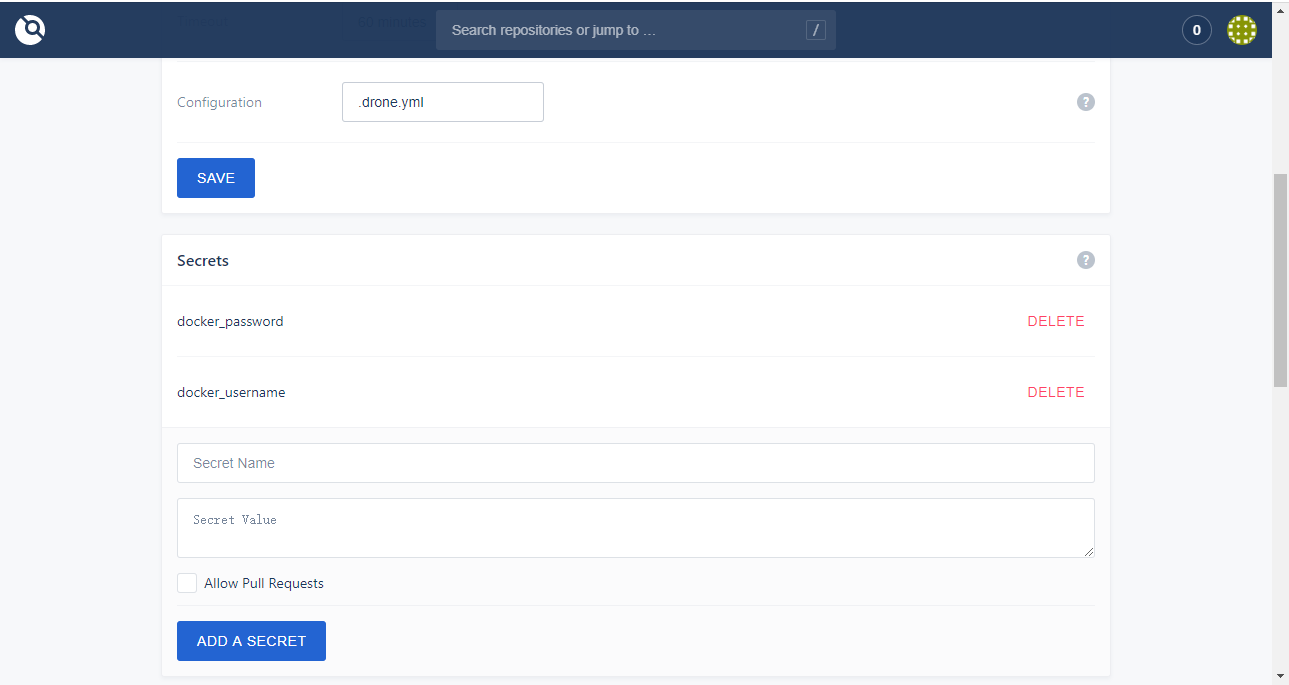 Search repositories or jump to …
/
0
Configuration
.drone.yml
?
SAVE
Secrets
?
docker_password
DELETE
docker_username
DELETE
Secret Name
Secret Value
Allow Pull Requests
ADD A SECRET